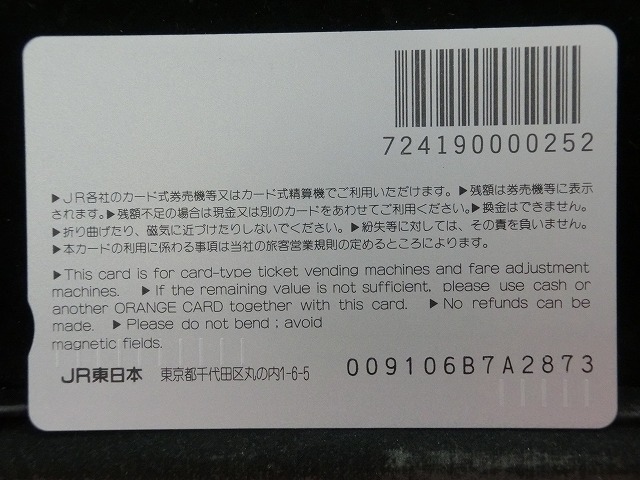 724190000252
▶JR各社のカード式券売機等又はカード式精算機でご利用いただけます。▶残額は券売機等に表示
されます。▶残額不足の場合は現金又は別のカードをあわせてご利用ください。▶換金はできません。
▶折り曲げたり、磁気に近づけたりしないでください。▶紛失等に対しては、その責を負いません。
▶本カードの利用に係わる事項は当社の旅客営業規則の定めるところによります。
▶This card is for card-type ticket vending machines and fare adjustment
machines. ▶If the remaining value is not sufficient, please use cash or
another ORANGE CARD together with this card. ▶No refunds can be
made. ▶Please do not bend; avoid
magnetic fields.
JR東日本 東京都千代田区丸の内1-6-5 009106B7A2873